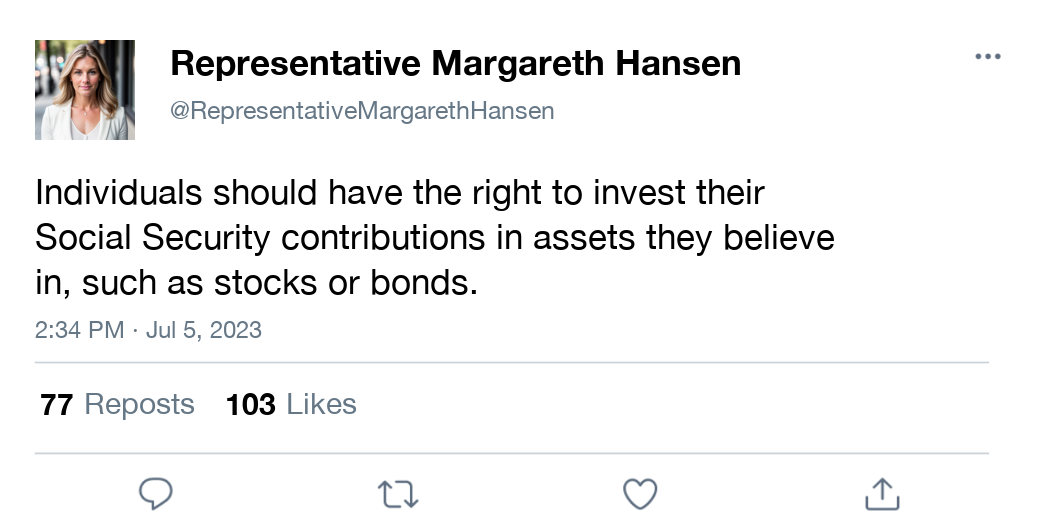 Representative Margareth Hansen
@RepresentativeMargarethHansen
Individuals should have the right to invest their
Social Security contributions in assets they believe
in, such as stocks or bonds.
2:34 PM · Jul 5, 2023
77 Reposts 103 Likes